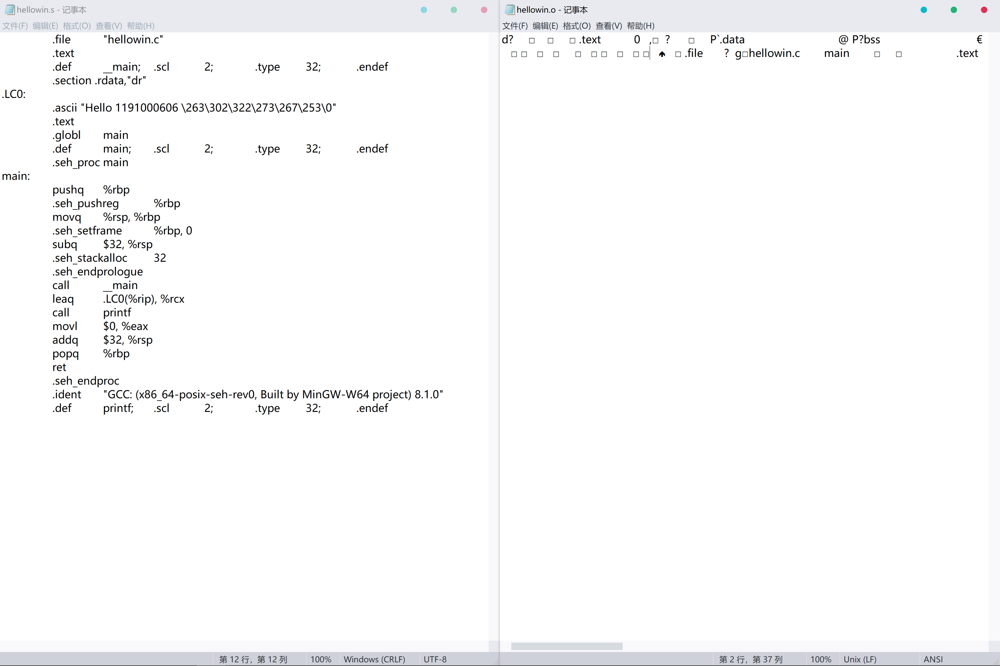 hellowin.s - 记事本
文件(F) 编辑(E) 格式(O) 查看(V) 帮助(H)
.file "hellowin.c"
.text
.def __main; .scl 2; .type 32; .endef
.section .rdata,"dr"
.LC0:
.ascii "Hello 1191000606 \263\302\322\273\267\253\0"
.text
.globl main
.def main; .scl 2; .type 32; .endef
.seh_proc main
main:
pushq %rbp
.seh_pushreg %rbp
movq %rsp, %rbp
.seh_setframe %rbp, 0
subq $32, %rsp
.seh_stackalloc 32
.seh_endprologue
call __main
leaq .LC0(%rip), %rcx
call printf
movl $0, %eax
addq $32, %rsp
popq %rbp
ret
.seh_endproc
.ident "GCC: (x86_64-posix-seh-rev0, Built by MinGW-W64 project) 8.1.0"
.def printf; .scl 2; .type 32; .endef
第 12 行，第 12 列 100% Windows (CRLF) UTF-8
hellowin.o - 记事本
文件(F) 编辑(E) 格式(O) 查看(V) 帮助(H)
d? □ □ □ .text 0 ,□ ? □ P`.data @ P?bss €
□ □ □ □ □ □ □ □ □ □ 🡅 □ .file ? g□hellowin.c main □ □ .text
第 2 行，第 37 列 100% Unix (LF) ANSI